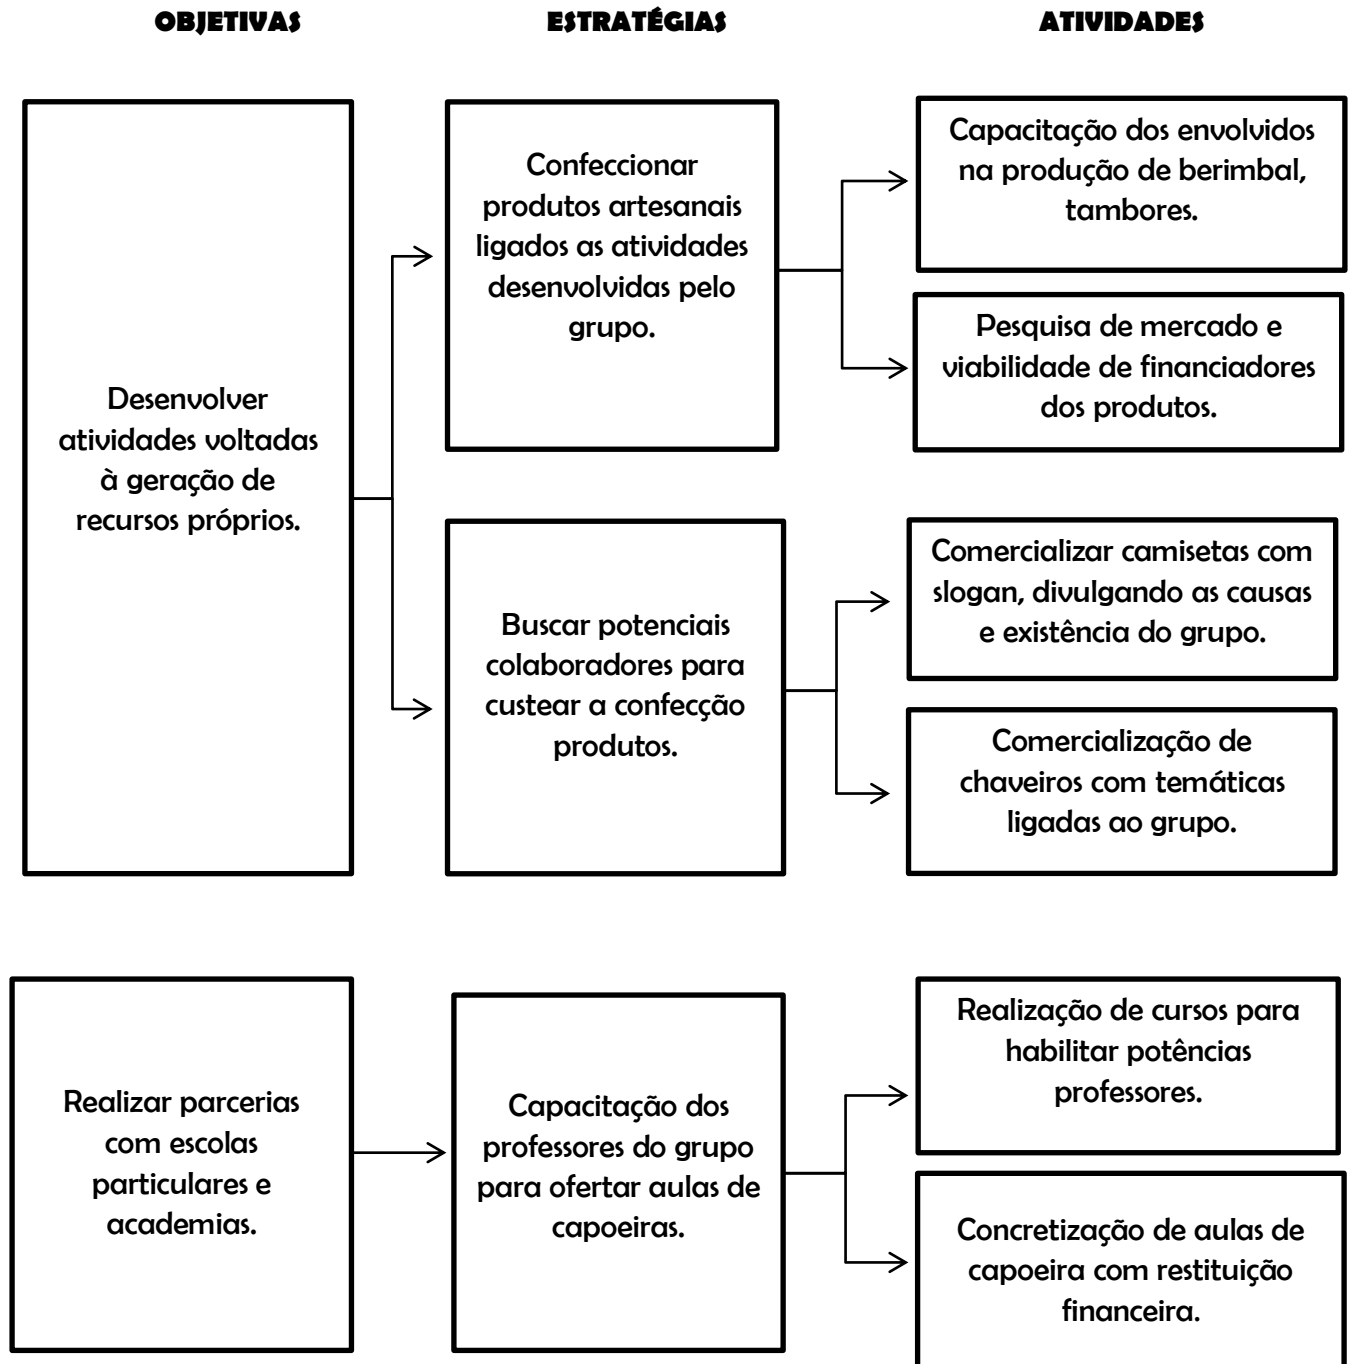 OBJETIVAS
ESTRATÉGIAS
ATIVIDADES
Desenvolver
atividades voltadas
à geração de
recursos próprios.
Confeccionar
produtos artesanais
ligados as atividades
desenvolvidas pelo
grupo.
Capacitação dos envolvidos
na produção de berimbal,
tambores.
Pesquisa de mercado e
viabilidade de financiadores
dos produtos.
Buscar potenciais
colaboradores para
custear a confecção
produtos.
Comercializar camisetas com
slogan, divulgando as causas
e existência do grupo.
Comercialização de
chaveiros com temáticas
ligadas ao grupo.
Realizar parcerias
com escolas
particulares e
academias.
Capacitação dos
professores do grupo
para ofertar aulas de
capoeiras.
Realização de cursos para
habilitar potências
professores.
Concretização de aulas de
capoeira com restituição
financeira.